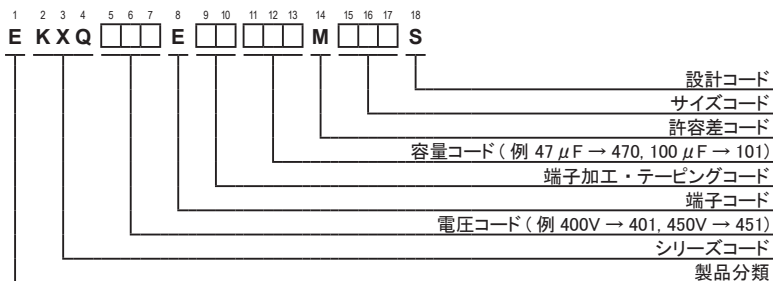 1 2 3 4 5 6 7 8 9 10 11 12 13 14 15 16 17 18
E KXQ □□□ E □□ □□□ M □□□ S
設計コード
サイズコード
許容差コード
容量コード ( 例 47 μF → 470, 100 μF → 101)
端子加工・テーピングコード
端子コード
電圧コード ( 例 400V → 401, 450V → 451)
シリーズコード
製品分類